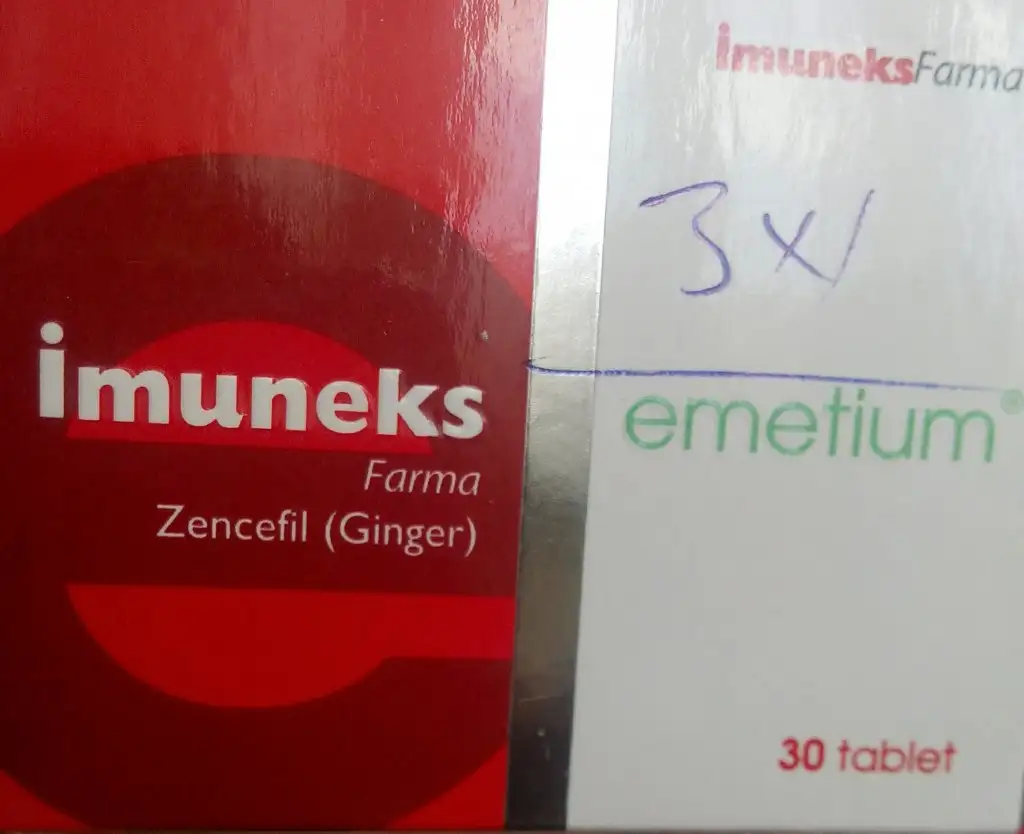 imuneks
Farma
Zencefil (Ginger)
imuneksFarma
3x1
emetium®
30 tablet